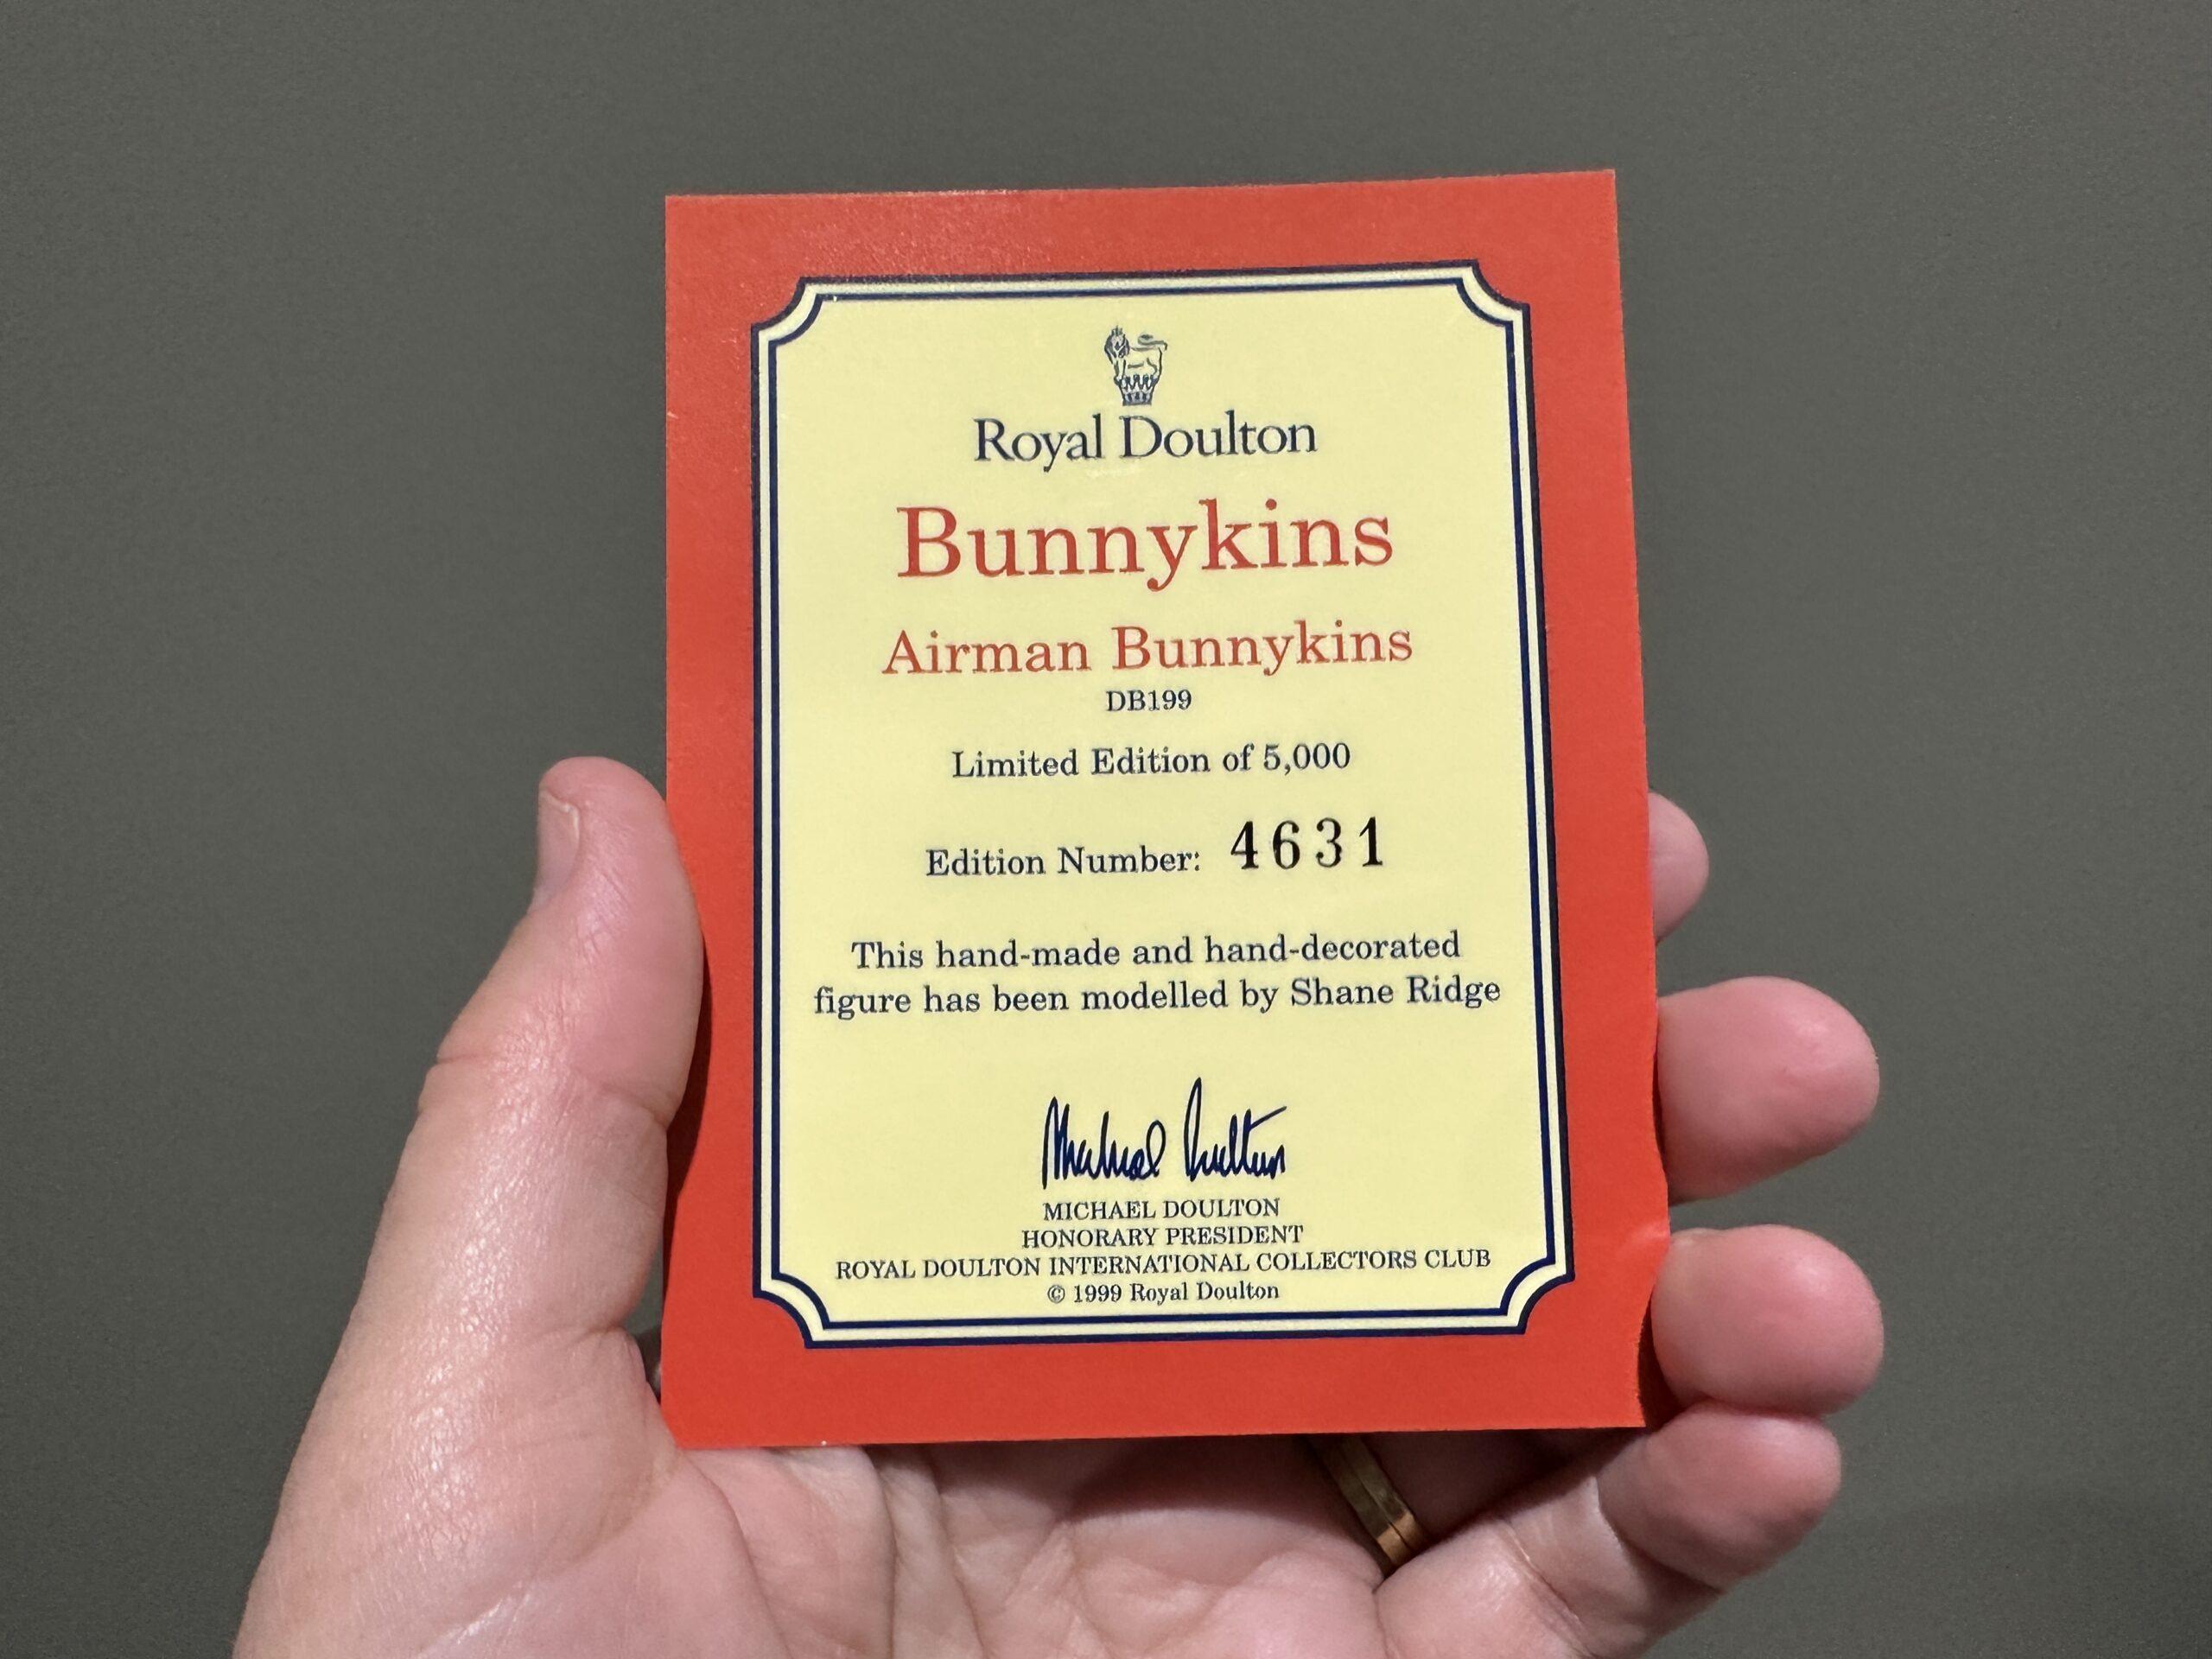 Royal Doulton
Bunnykins
Airman Bunnykins
DB199
Limited Edition of 5,000
Edition Number: 4631
This hand-made and hand-decorated
figure has been modelled by Shane Ridge
Michael Doulton
MICHAEL DOULTON
HONORARY PRESIDENT
ROYAL DOULTON INTERNATIONAL COLLECTORS CLUB
© 1999 Royal Doulton